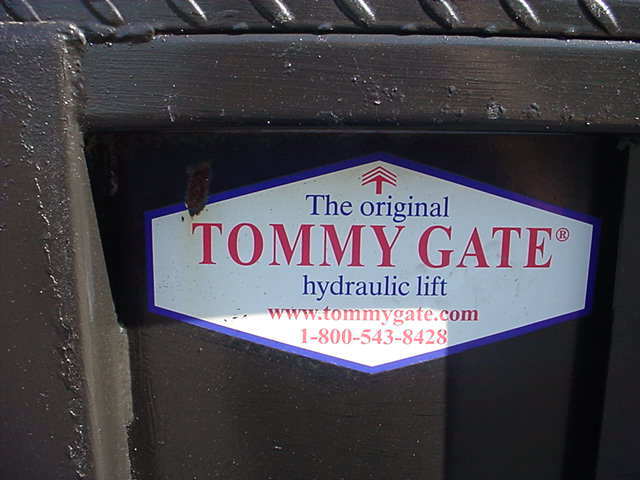 The original
TOMMY GATE®
hydraulic lift
www.tommygate.com
1-800-543-8428